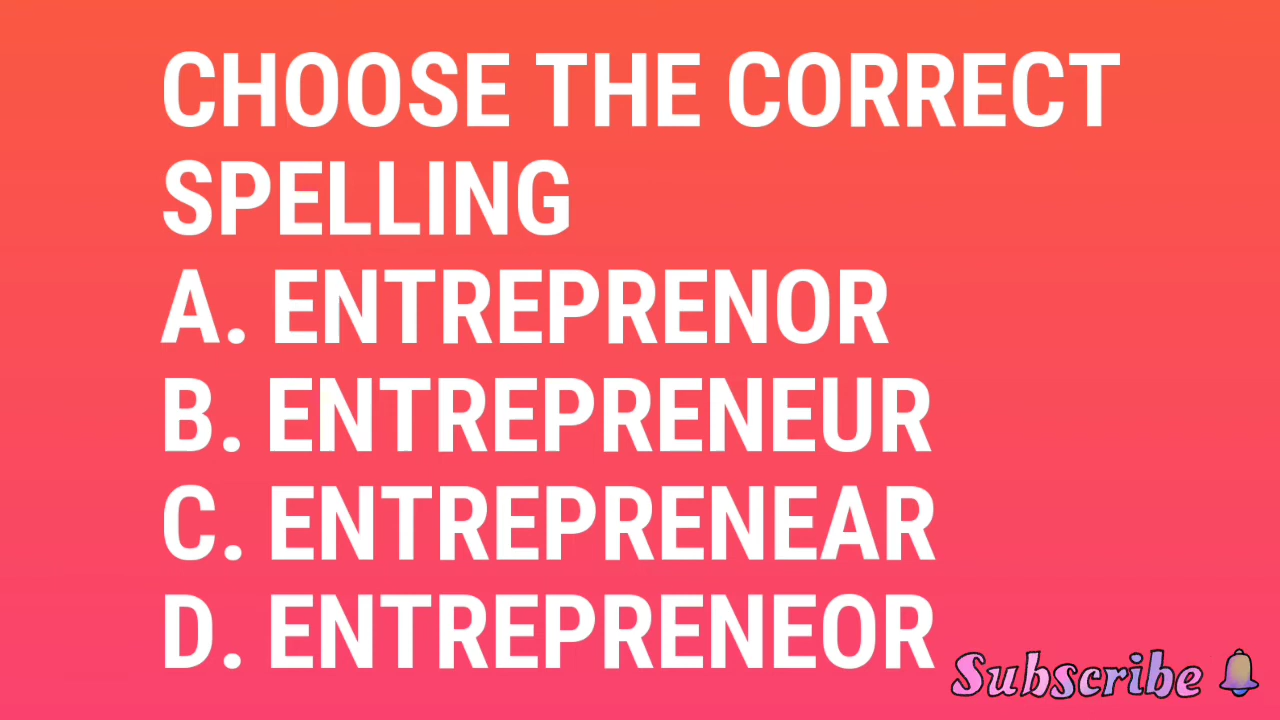 CHOOSE THE CORRECT
SPELLING
A. ENTREPRENOR
B. ENTREPRENEUR
C. ENTREPRENEAR
D. ENTREPRENEOR
Subscribe